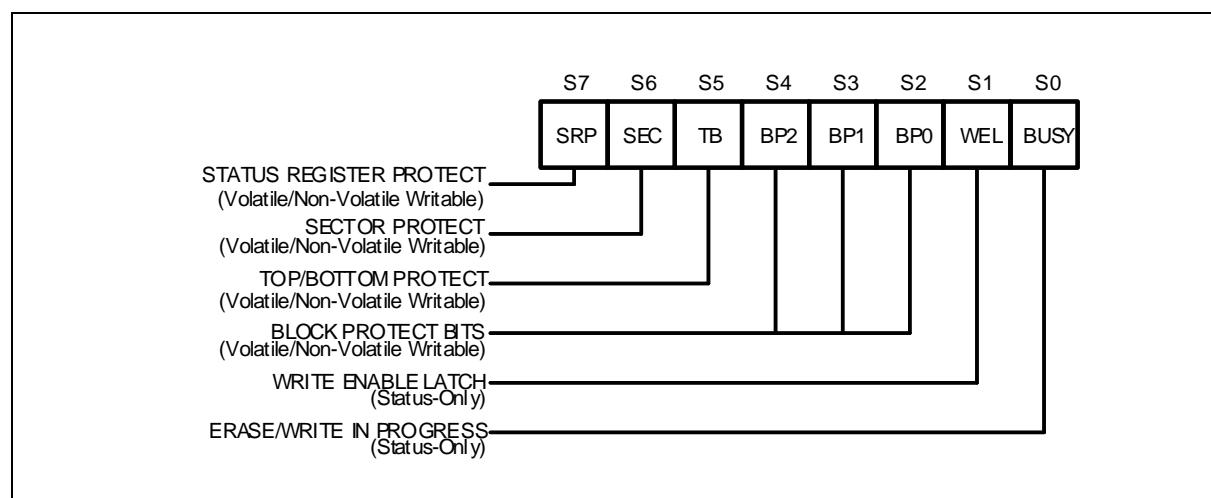 S7 S6 S5 S4 S3 S2 S1 S0
SRP SEC TB BP2 BP1 BP0 WEL BUSY
STATUS REGISTER PROTECT
(Volatile/Non-Volatile Writable)
SECTOR PROTECT
(Volatile/Non-Volatile Writable)
TOP/BOTTOM PROTECT
(Volatile/Non-Volatile Writable)
BLOCK PROTECT BITS
(Volatile/Non-Volatile Writable)
WRITE ENABLE LATCH
(Status-Only)
ERASE/WRITE IN PROGRESS
(Status-Only)